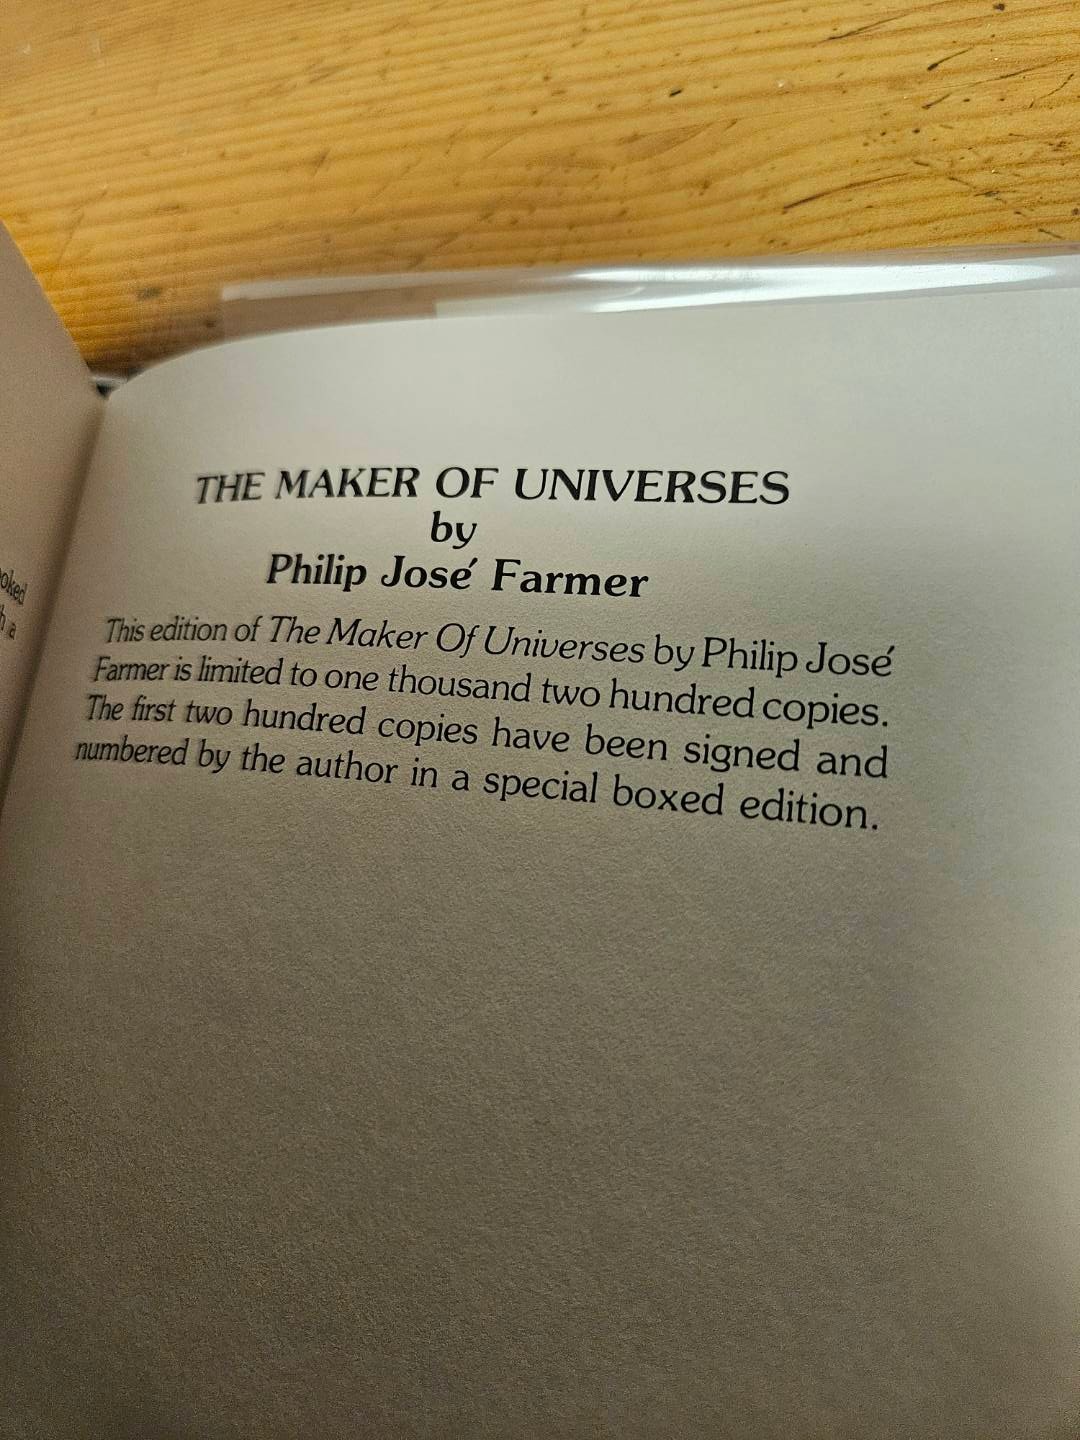 THE MAKER OF UNIVERSES
by
Philip José Farmer
This edition of The Maker Of Universes by Philip José
Farmer is limited to one thousand two hundred copies.
The first two hundred copies have been signed and
numbered by the author in a special boxed edition.